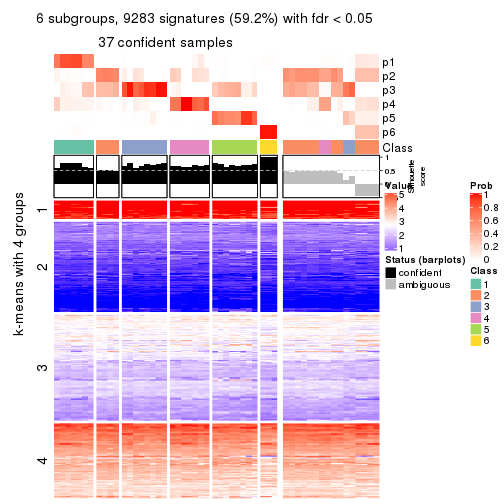 6 subgroups, 9283 signatures (59.2%) with fdr < 0.05
37 confident samples
p1
p2
p3
p4
p5
p6
Class
1
0.5
0
Silhouette
score
k-means with 4 groups
1
2
3
4
Value
5
4
3
2
1
Status (barplots)
confident
ambiguous
Prob
1
0.8
0.6
0.4
0.2
0
Class
1
2
3
4
5
6